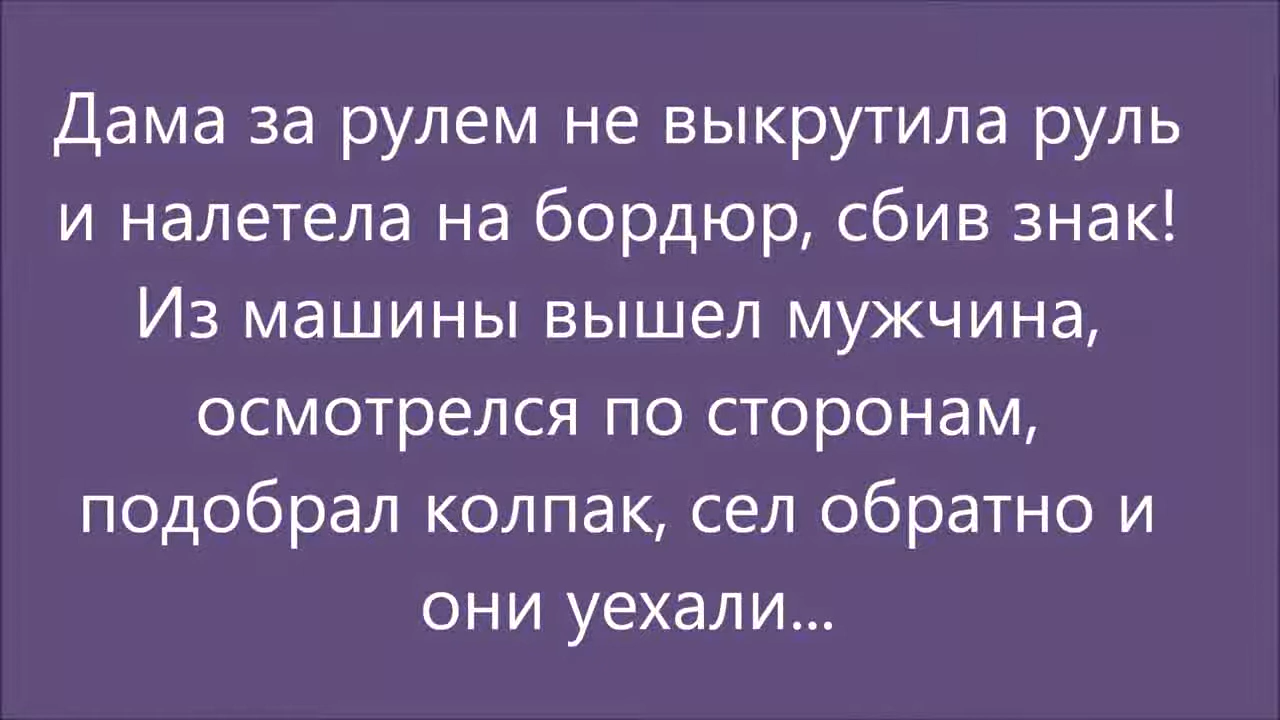 Дама за рулем не выкрутила руль
и налетела на бордюр, сбив знак!
Из машины вышел мужчина,
осмотрелся по сторонам,
подобрал колпак, сел обратно и
они уехали...